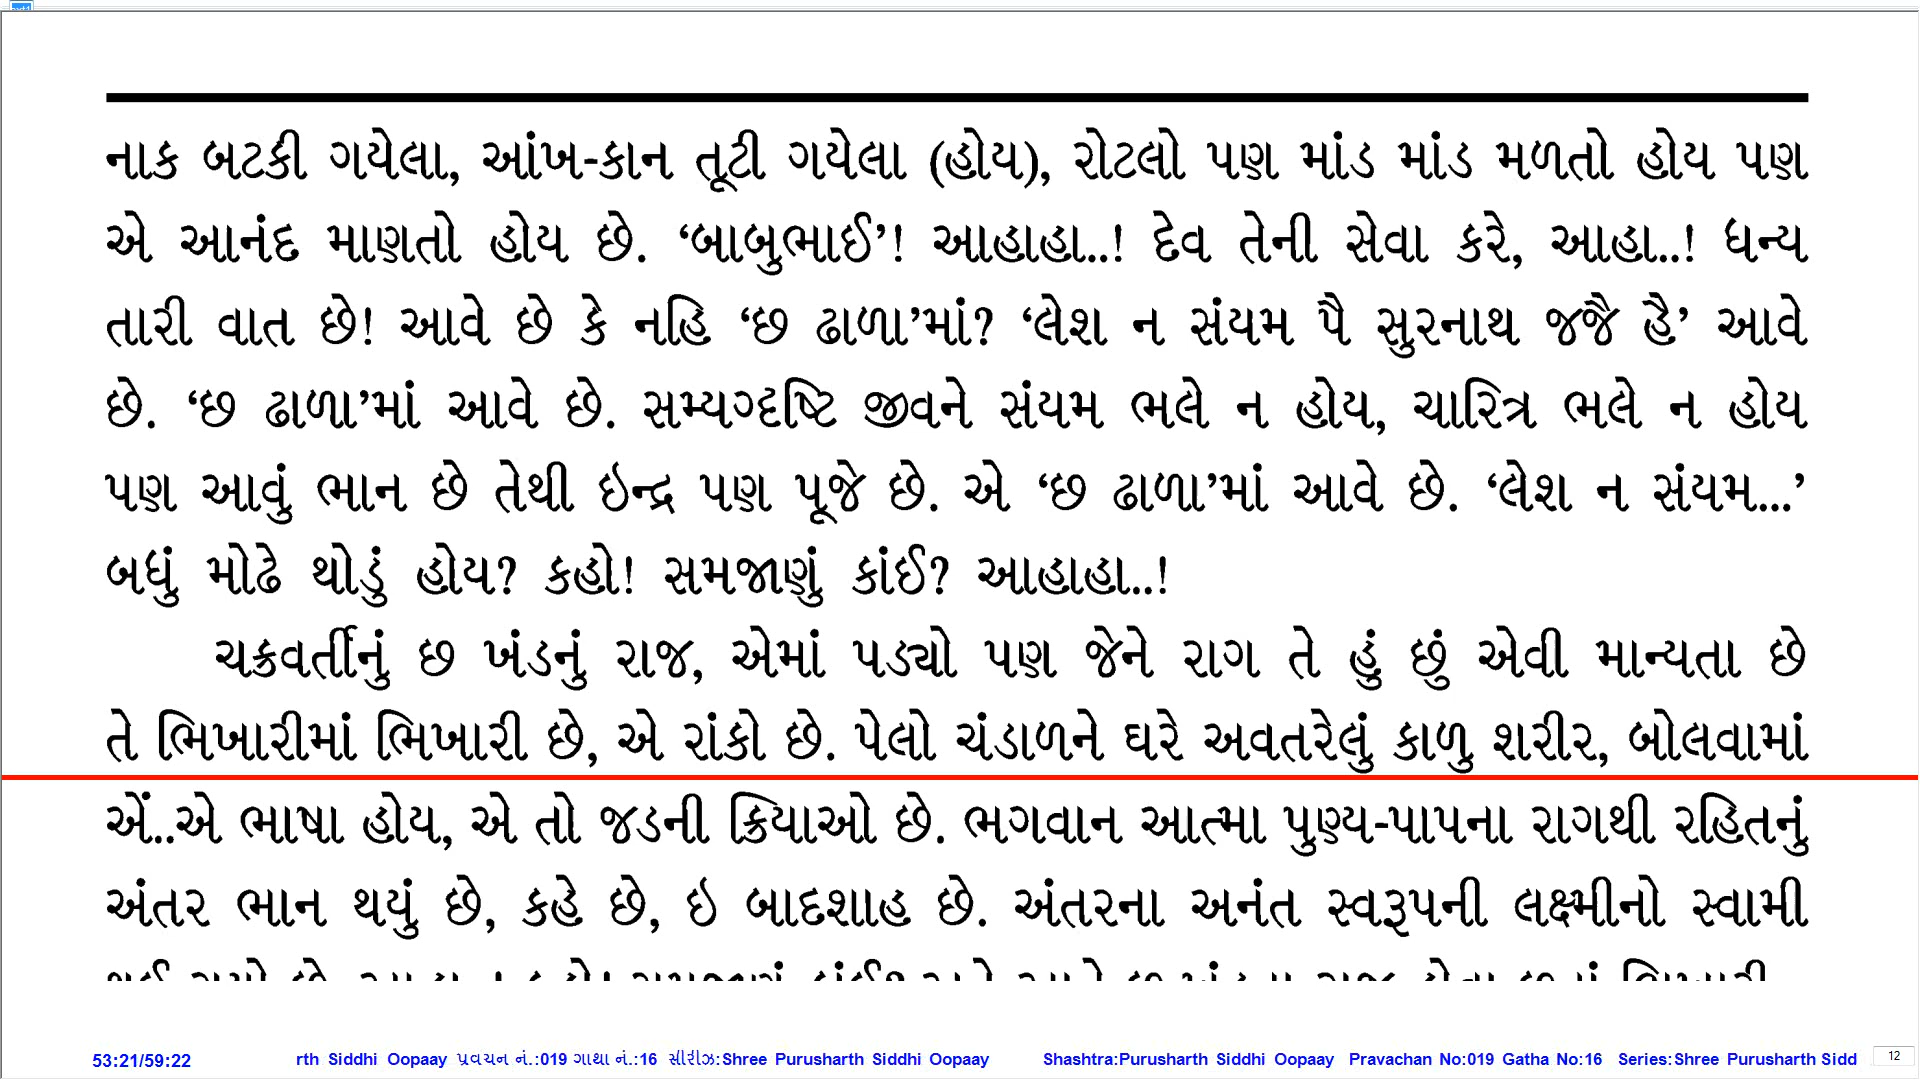 નાક બટકી ગયેલા, આંખ-કાન તૂટી ગયેલા (હોય), રોટલો પણ માંડ માંડ મળતો હોય પણ
એ આનંદ માણતો હોય છે. ‘બાબુભાઈ’! આહાહા..! દેવ તેની સેવા કરે, આહા..! ધન્ય
તારી વાત છે! આવે છે કે નહિ ‘છ ઢાળા’માં? ‘લેશ ન સંયમ પૈ સુરનાથ જજૈ હૈ’ આવે
છે. ‘છ ઢાળા’માં આવે છે. સમ્યગ્દૃષ્ટિ જીવને સંયમ ભલે ન હોય, ચારિત્ર ભલે ન હોય
પણ આવું ભાન છે તેથી ઇન્દ્ર પણ પૂજે છે. એ ‘છ ઢાળા’માં આવે છે. ‘લેશ ન સંયમ...’
બધું મોઢે થોડું હોય? કહો! સમજાણું કાંઈ? આહાહા..!
ચક્રવર્તીનું છ ખંડનું રાજ, એમાં પડ્યો પણ જેને રાગ તે હું છું એવી માન્યતા છે
તે ભિખારીમાં ભિખારી છે, એ રાંકો છે. પેલો ચંડાળને ઘરે અવતરેલું કાળુ શરીર, બોલવામાં
એં..એ ભાષા હોય, એ તો જડની ક્રિયાઓ છે. ભગવાન આત્મા પુણ્ય-પાપના રાગથી રહિતનું
અંતર ભાન થયું છે, કહે છે, ઇ બાદશાહ છે. અંતરના અનંત સ્વરૂપની લક્ષ્મીનો સ્વામી
53:21/59:22 rth Siddhi Oopaay પ્રવચન નં.:019 ગાથા નં.:16 સીરીઝ:Shree Purusharth Siddhi Oopaay Shashtra:Purusharth Siddhi Oopaay Pravachan No:019 Gatha No:16 Series:Shree Purusharth Sidd 12